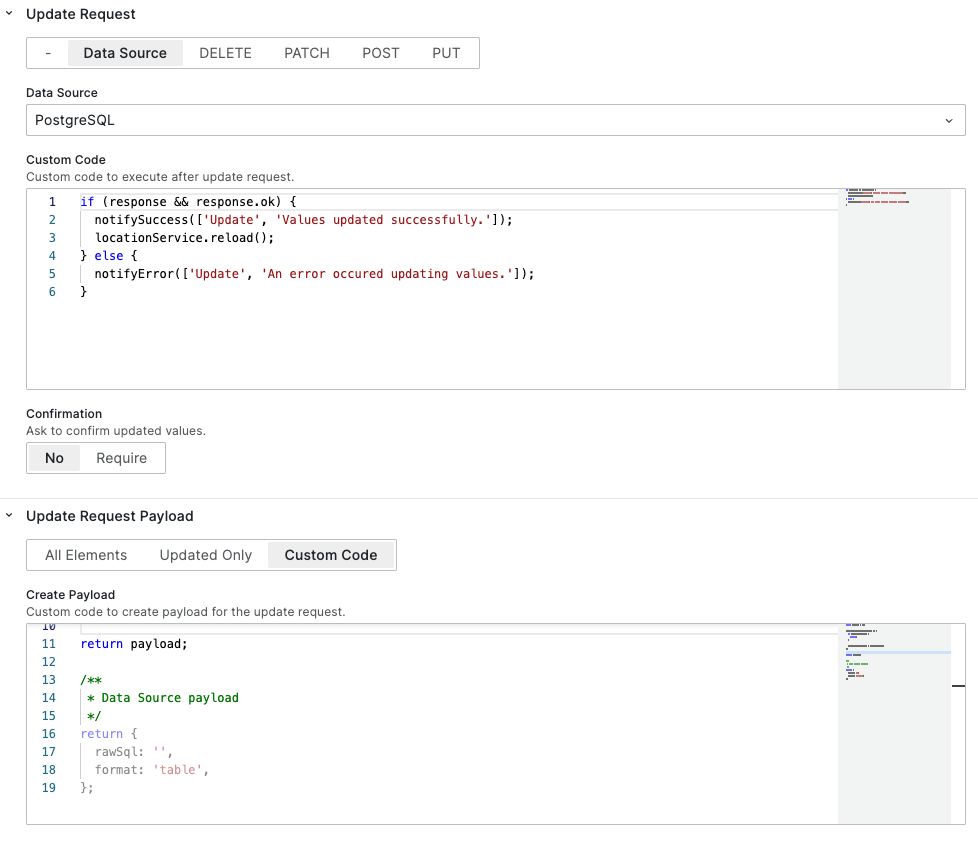 Update Request
- Data Source DELETE PATCH POST PUT
Data Source
PostgreSQL
Custom Code
Custom code to execute after update request.
1 if (response && response.ok) {
2 notifySuccess(['Update', 'Values updated successfully.']);
3 locationService.reload();
4 } else {
5 notifyError(['Update', 'An error occured updating values.']);
6 }
Confirmation
Ask to confirm updated values.
No Require
Update Request Payload
All Elements Updated Only Custom Code
Create Payload
Custom code to create payload for the update request.
10
11 return payload;
12
13 /**
14 * Data Source payload
15 */
16 return {
17 rawSql: '',
18 format: 'table',
19 };